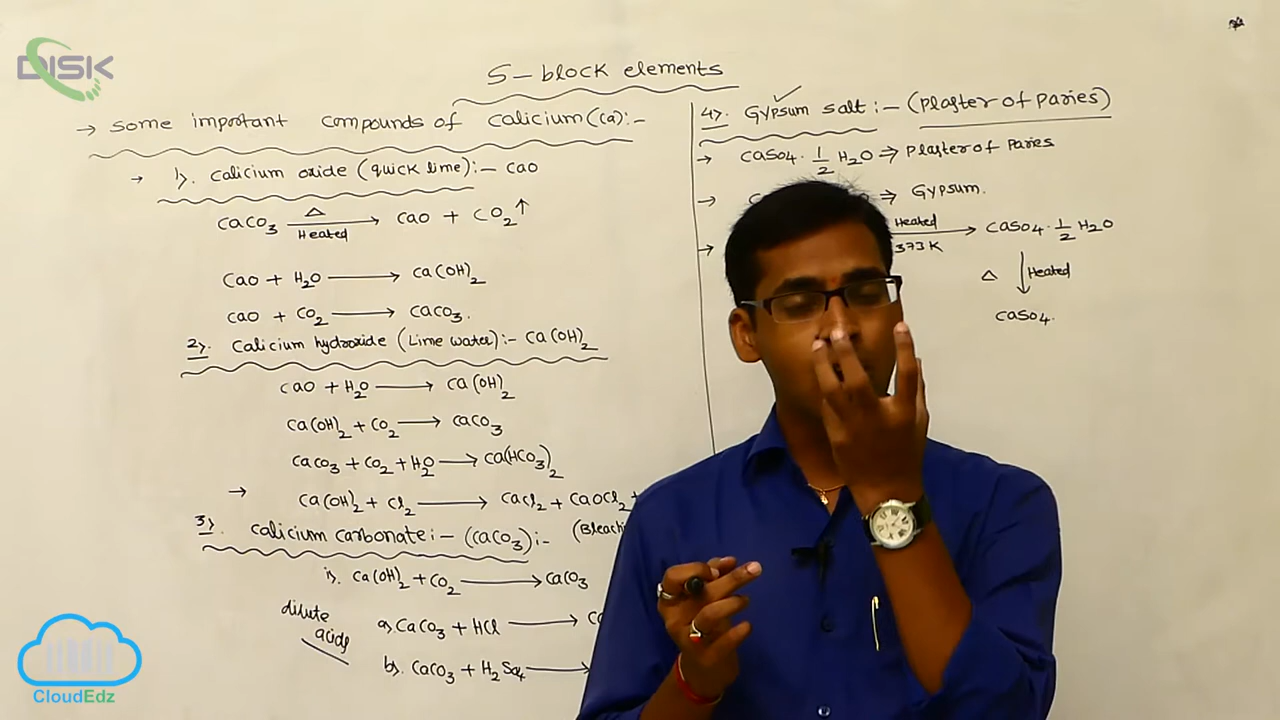 DISK
S-block elements
→ some important compounds of calicium (ca):-
→ 1). calicium oxide (quick lime):- cao
CaCO3 —Δ Heated→ cao + CO2↑
Cao + H2O → ca(OH)2
cao + CO2 → caco3.
2). calicium hydroxide (Lime water):- ca(OH)2
cao + H2O → ca(OH)2
ca(OH)2 + CO2 → caco3
caco3 + CO2 + H2O → ca(HCO3)2
→ ca(OH)2 + Cl2 → cacl2 + caOcl2 +
3). calicium carbonate:- (caco3):- (Bleachi
i). ca(OH)2 + CO2 → caco3
dilute
acids
a). CaCO3 + HCl →
b). CaCO3 + H2So4 →
4). Gypsum salt:- (plaster of paries)
→ caso4 . 1/2 H2O ⇒ plaster of paries
→ ⇒ Gypsum.
→ Heated 373K → caso4 . 1/2 H2O
Δ ↓ Heated
caso4.
CloudEdz